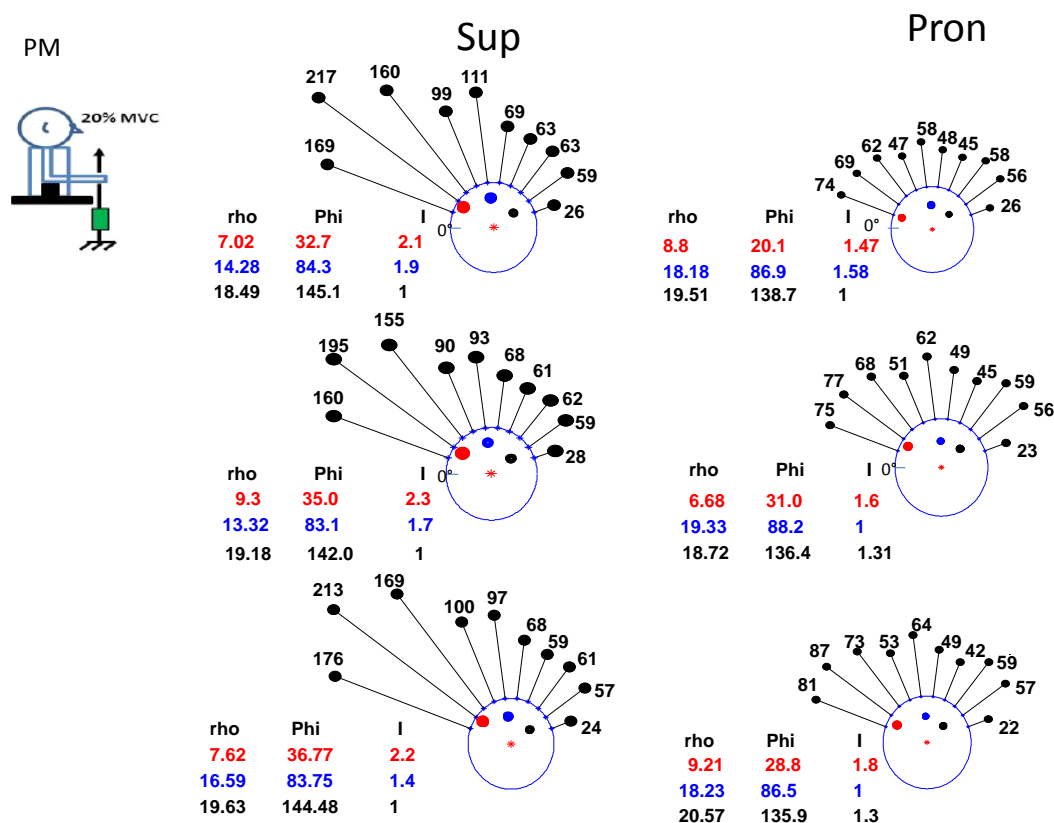 PM
Sup
Pron
20% MVC
217 160 99 111 69 63 63 59 26 169
0°
rho Phi I
7.02 32.7 2.1
14.28 84.3 1.9
18.49 145.1 1
74 69 62 47 58 48 45 58 56 26
0°
rho Phi I
8.8 20.1 1.47
18.18 86.9 1.58
19.51 138.7 1
160 195 155 90 93 68 61 62 59 28
0°
rho Phi I
9.3 35.0 2.3
13.32 83.1 1.7
19.18 142.0 1
75 77 68 51 62 49 45 59 56 23
0°
rho Phi I
6.68 31.0 1.6
19.33 88.2 1
18.72 136.4 1.31
176 213 169 100 97 68 59 61 57 24
rho Phi I
7.62 36.77 2.2
16.59 83.75 1.4
19.63 144.48 1
81 87 73 53 64 49 42 59 57 22
rho Phi I
9.21 28.8 1.8
18.23 86.5 1
20.57 135.9 1.3